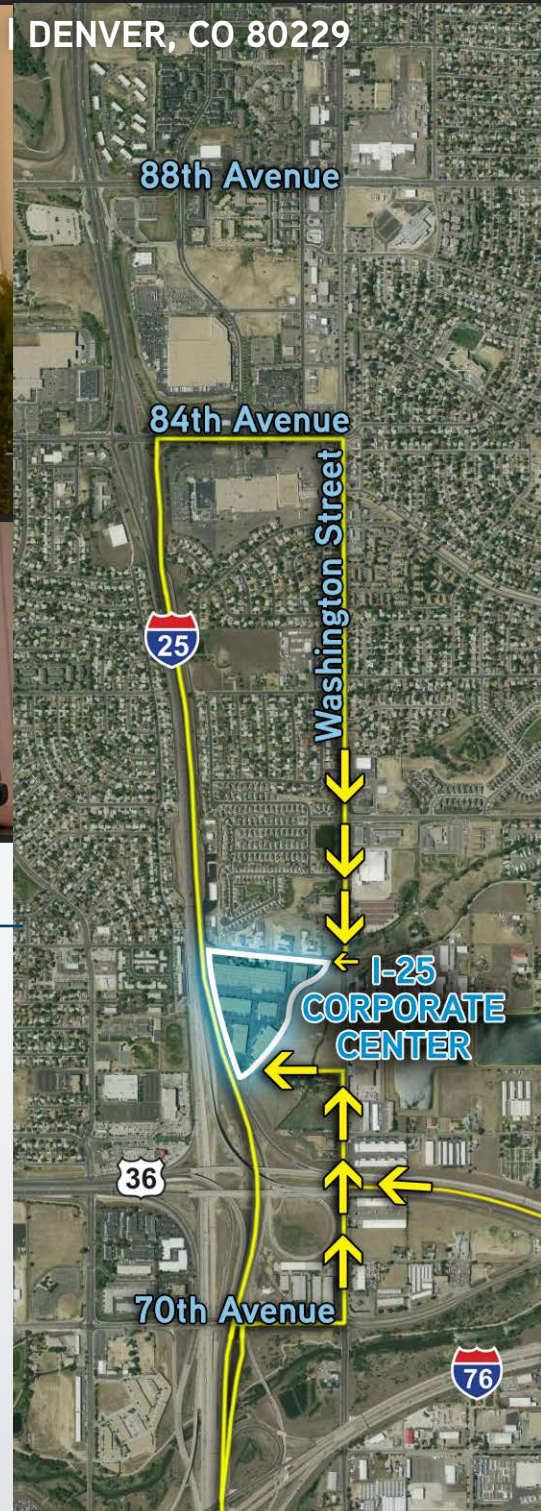 | DENVER, CO 80229
88th Avenue
84th Avenue
Washington Street
25
I-25
CORPORATE
CENTER
36
70th Avenue
76